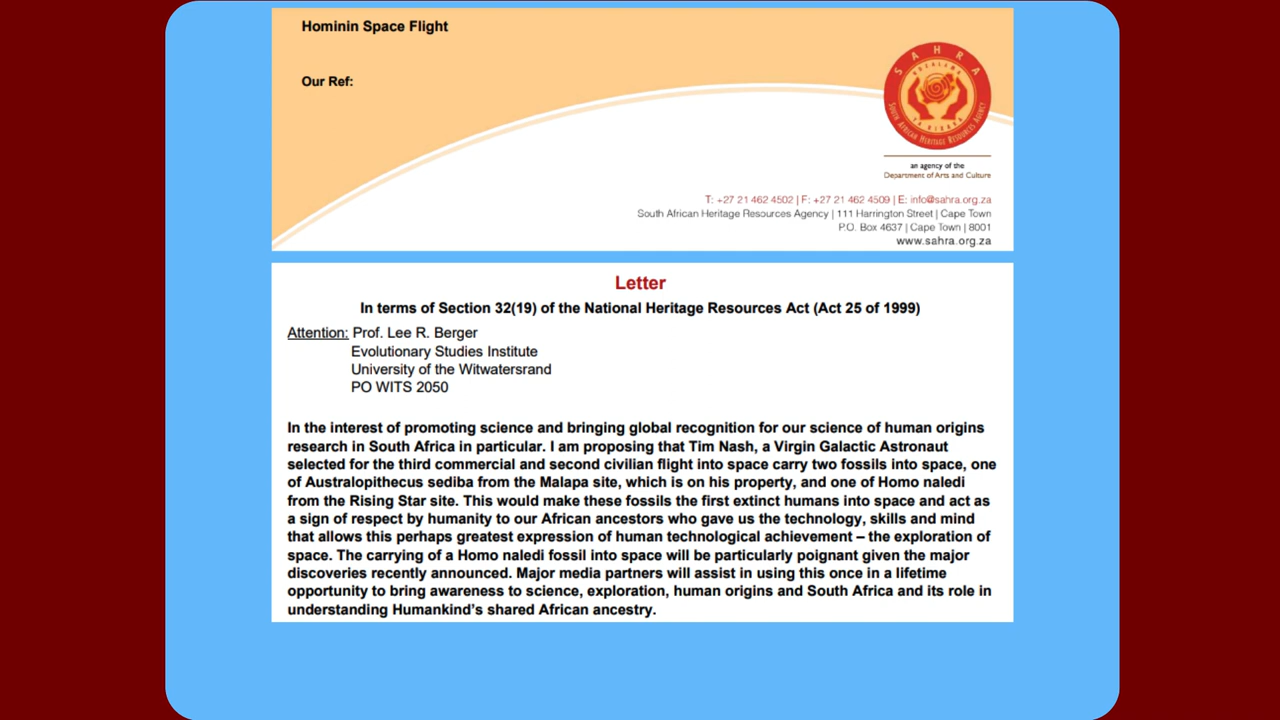 Hominin Space Flight
Our Ref:
SAHRA
VUSALAMA
YA VIDAHA
SOUTH AFRICAN HERITAGE RESOURCES AGENCY
an agency of the
Department of Arts and Culture
T: +27 21 462 4502 | F: +27 21 462 4509 | E: info@sahra.org.za
South African Heritage Resources Agency | 111 Harrington Street | Cape Town
P.O. Box 4637 | Cape Town | 8001
www.sahra.org.za
Letter
In terms of Section 32(19) of the National Heritage Resources Act (Act 25 of 1999)
Attention: Prof. Lee R. Berger
Evolutionary Studies Institute
University of the Witwatersrand
PO WITS 2050
In the interest of promoting science and bringing global recognition for our science of human origins
research in South Africa in particular. I am proposing that Tim Nash, a Virgin Galactic Astronaut
selected for the third commercial and second civilian flight into space carry two fossils into space, one
of Australopithecus sediba from the Malapa site, which is on his property, and one of Homo naledi
from the Rising Star site. This would make these fossils the first extinct humans into space and act as
a sign of respect by humanity to our African ancestors who gave us the technology, skills and mind
that allows this perhaps greatest expression of human technological achievement – the exploration of
space. The carrying of a Homo naledi fossil into space will be particularly poignant given the major
discoveries recently announced. Major media partners will assist in using this once in a lifetime
opportunity to bring awareness to science, exploration, human origins and South Africa and its role in
understanding Humankind's shared African ancestry.